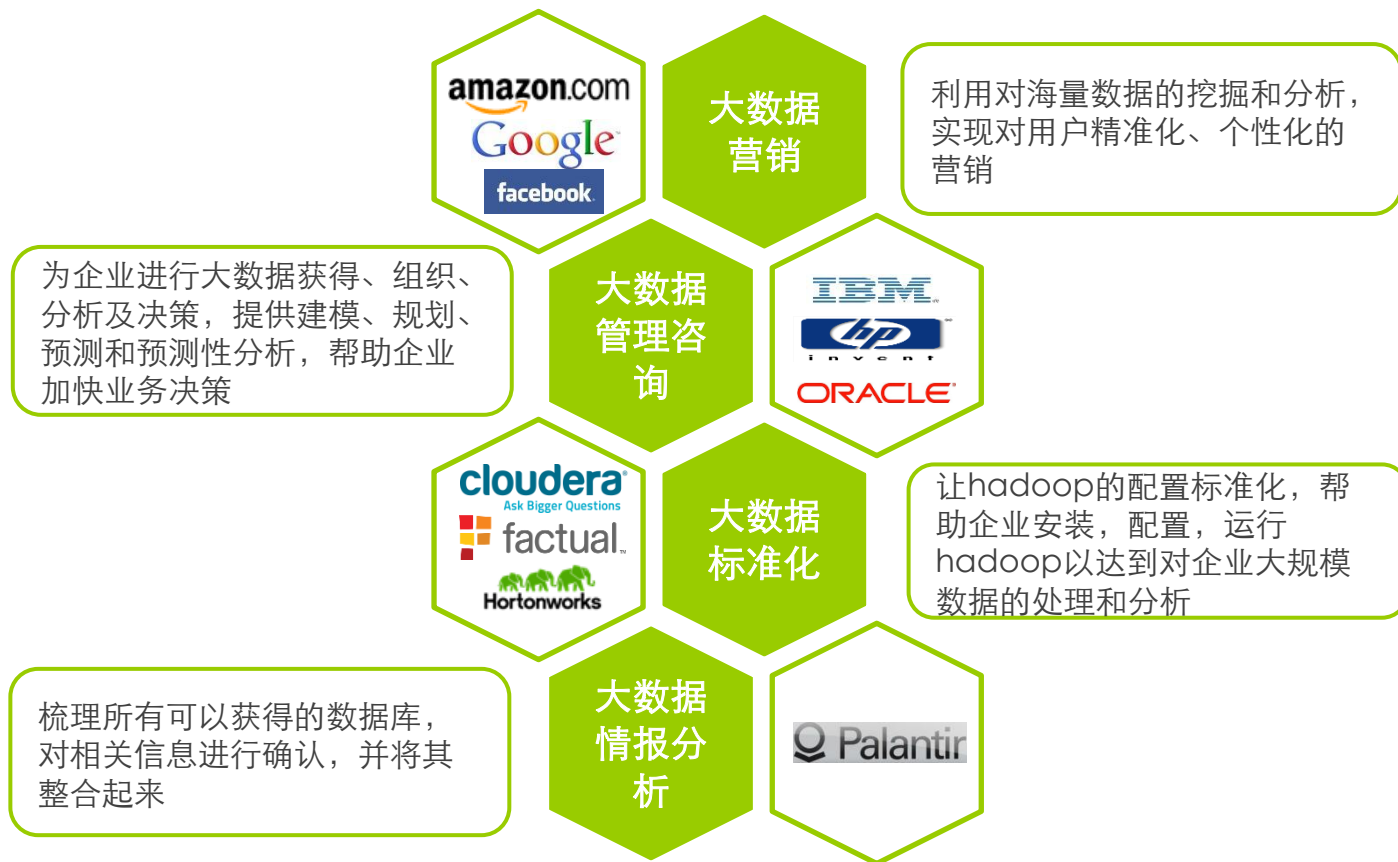 amazon.com
Google
facebook
大数据
营销
利用对海量数据的挖掘和分析，
实现对用户精准化、个性化的
营销
为企业进行大数据获得、组织、
分析及决策，提供建模、规划、
预测和预测性分析，帮助企业
加快业务决策
大数据
管理咨
询
IBM
hp
invent
ORACLE
cloudera
Ask Bigger Questions
factual
Hortonworks
大数据
标准化
让hadoop的配置标准化，帮
助企业安装，配置，运行
hadoop以达到对企业大规模
数据的处理和分析
梳理所有可以获得的数据库，
对相关信息进行确认，并将其
整合起来
大数据
情报分
析
Palantir